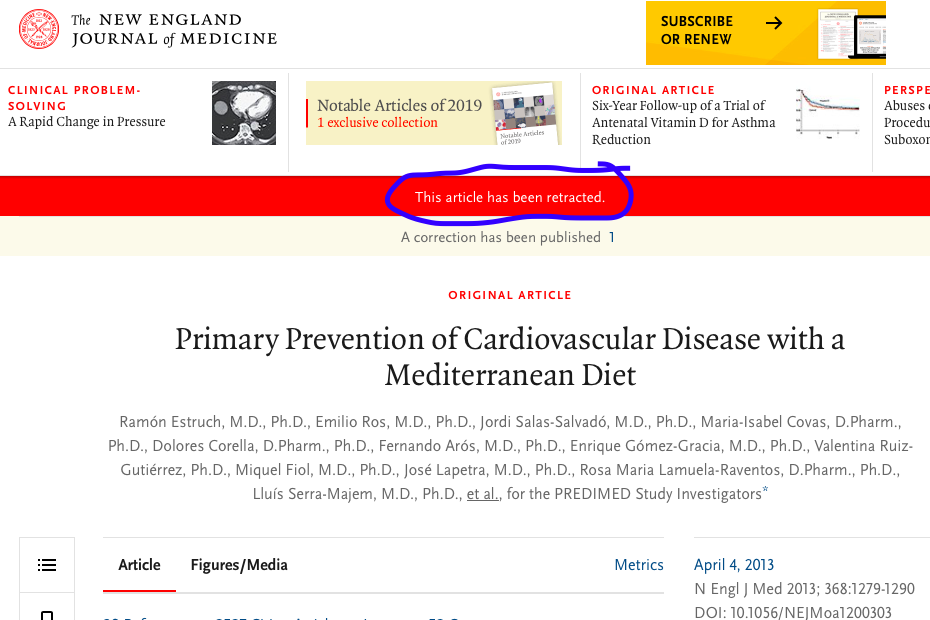 The NEW ENGLAND
JOURNAL of MEDICINE
SUBSCRIBE
OR RENEW
CLINICAL PROBLEM-
SOLVING
A Rapid Change in Pressure
Notable Articles of 2019
1 exclusive collection
Notable Articles
of 2019
ORIGINAL ARTICLE
Six-Year Follow-up of a Trial of
Antenatal Vitamin D for Asthma
Reduction
PERSPE
Abuses
Procedu
Suboxon
This article has been retracted.
A correction has been published 1
ORIGINAL ARTICLE
Primary Prevention of Cardiovascular Disease with a
Mediterranean Diet
Ramón Estruch, M.D., Ph.D., Emilio Ros, M.D., Ph.D., Jordi Salas-Salvadó, M.D., Ph.D., Maria-Isabel Covas, D.Pharm.,
Ph.D., Dolores Corella, D.Pharm., Ph.D., Fernando Arós, M.D., Ph.D., Enrique Gómez-Gracia, M.D., Ph.D., Valentina Ruiz-
Gutiérrez, Ph.D., Miquel Fiol, M.D., Ph.D., José Lapetra, M.D., Ph.D., Rosa Maria Lamuela-Raventos, D.Pharm., Ph.D.,
Lluís Serra-Majem, M.D., Ph.D., et al., for the PREDIMED Study Investigators*
Article Figures/Media Metrics
April 4, 2013
N Engl J Med 2013; 368:1279-1290
DOI: 10.1056/NEJMoa1200303